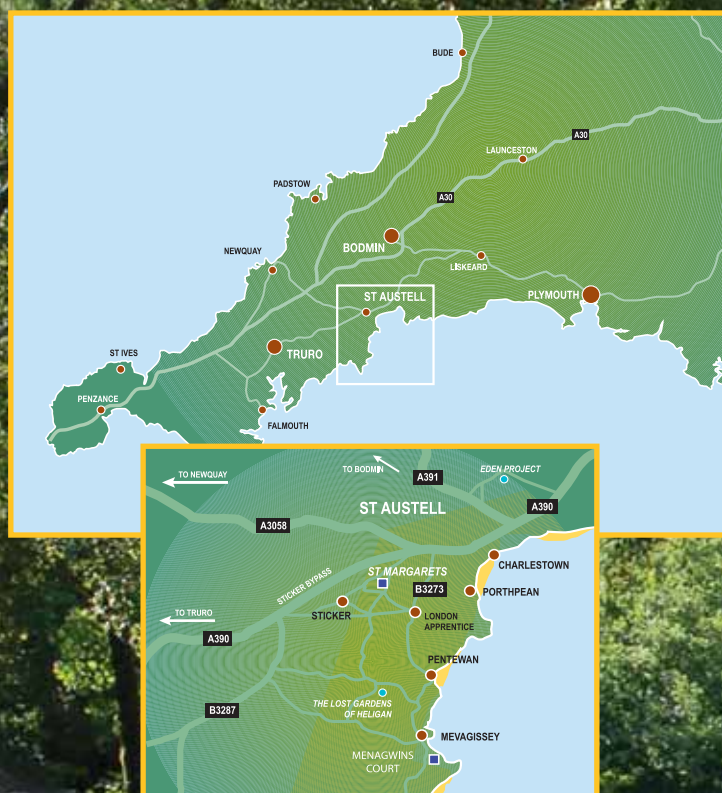 BUDE
A30
LAUNCESTON
PADSTOW
A30
BODMIN
NEWQUAY
LISKEARD
ST AUSTELL
PLYMOUTH
TRURO
ST IVES
PENZANCE
FALMOUTH
TO NEWQUAY
TO BODMIN
A391
EDEN PROJECT
ST AUSTELL
A390
A3058
CHARLESTOWN
ST MARGARETS
STICKER BYPASS
B3273
PORTHPEAN
TO TRURO
STICKER
LONDON
APPRENTICE
A390
PENTEWAN
THE LOST GARDENS
OF HELIGAN
B3287
MEVAGISSEY
MENAGWINS
COURT